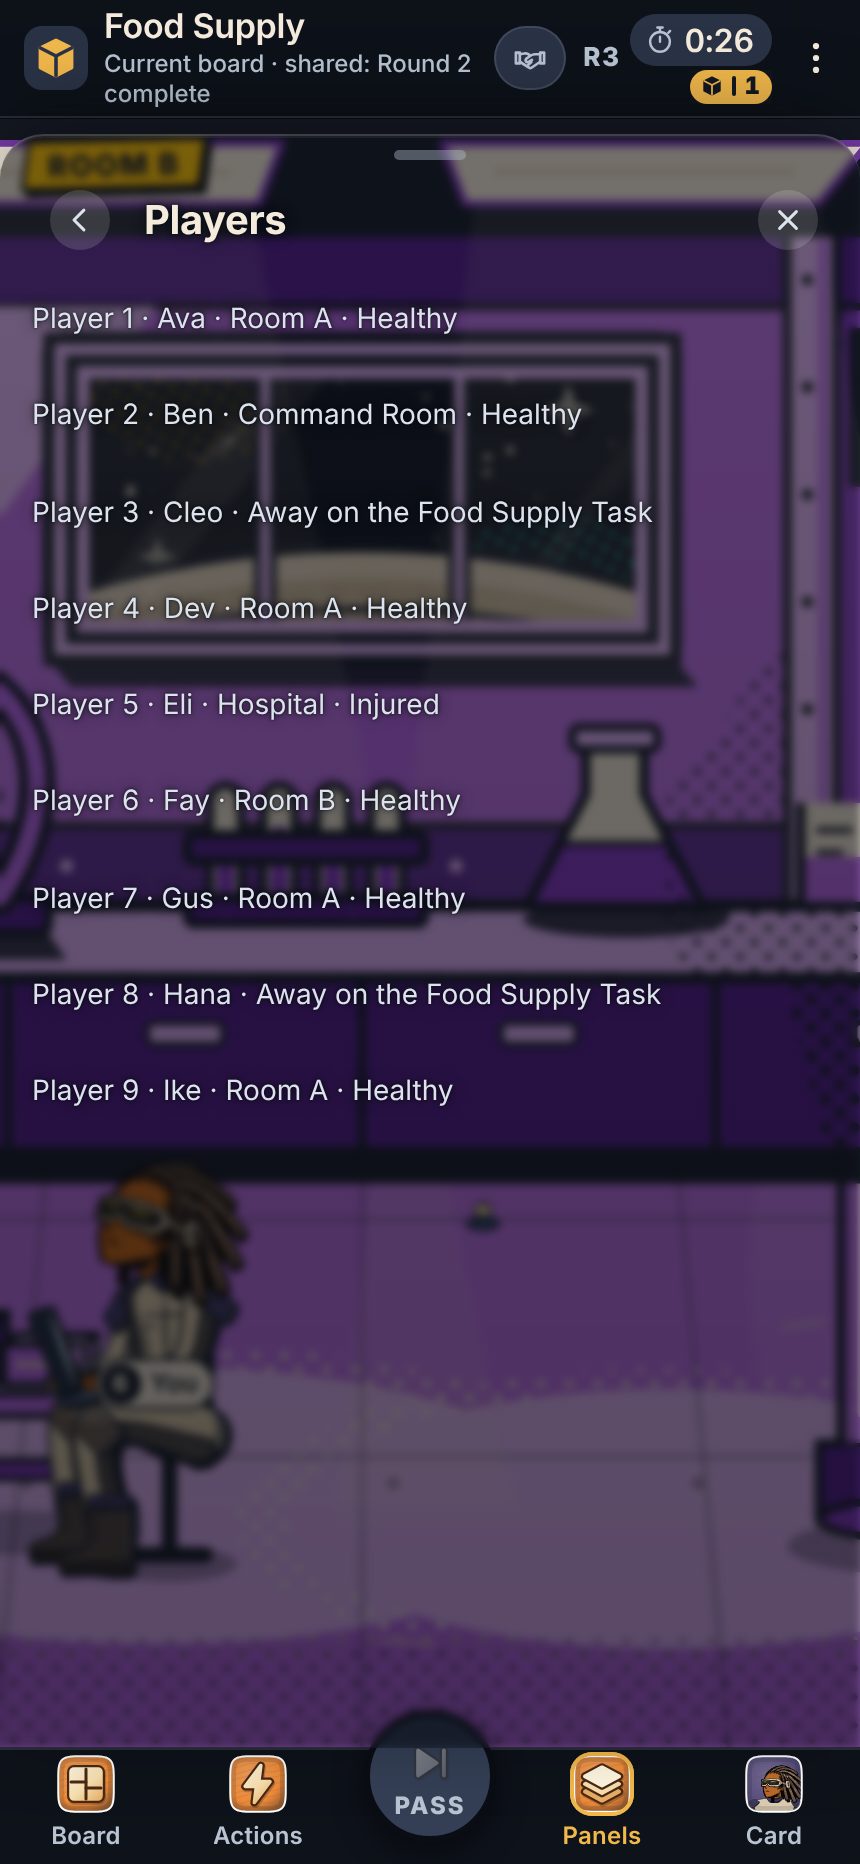 Food Supply
Current board · shared: Round 2
complete
R3
0:26
1
ROOM B
Players
Player 1 · Ava · Room A · Healthy
Player 2 · Ben · Command Room · Healthy
Player 3 · Cleo · Away on the Food Supply Task
Player 4 · Dev · Room A · Healthy
Player 5 · Eli · Hospital · Injured
Player 6 · Fay · Room B · Healthy
Player 7 · Gus · Room A · Healthy
Player 8 · Hana · Away on the Food Supply Task
Player 9 · Ike · Room A · Healthy
You
PASS
Board
Actions
Panels
Card